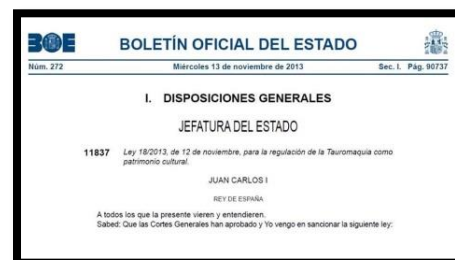 BOE BOLETÍN OFICIAL DEL ESTADO
Núm. 272 Miércoles 13 de noviembre de 2013 Sec. I. Pág. 90737
I. DISPOSICIONES GENERALES
JEFATURA DEL ESTADO
11837 Ley 18/2013, de 12 de noviembre, para la regulación de la Tauromaquia como
patrimonio cultural.
JUAN CARLOS I
REY DE ESPAÑA
A todos los que la presente vieren y entendieren.
Sabed: Que las Cortes Generales han aprobado y Yo vengo en sancionar la siguiente ley: